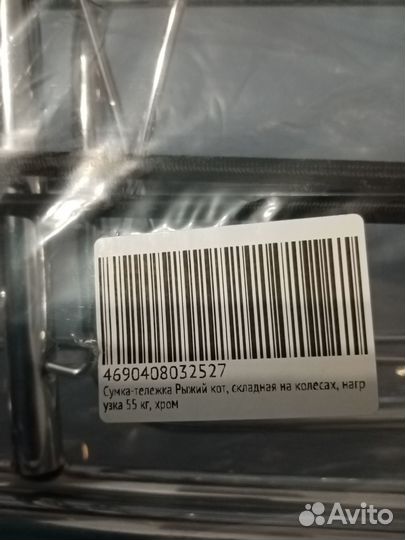 4690408032527
Сумка-тележка Рыжий кот, складная на колесах, нагр
узка 55 кг, хром
Avito